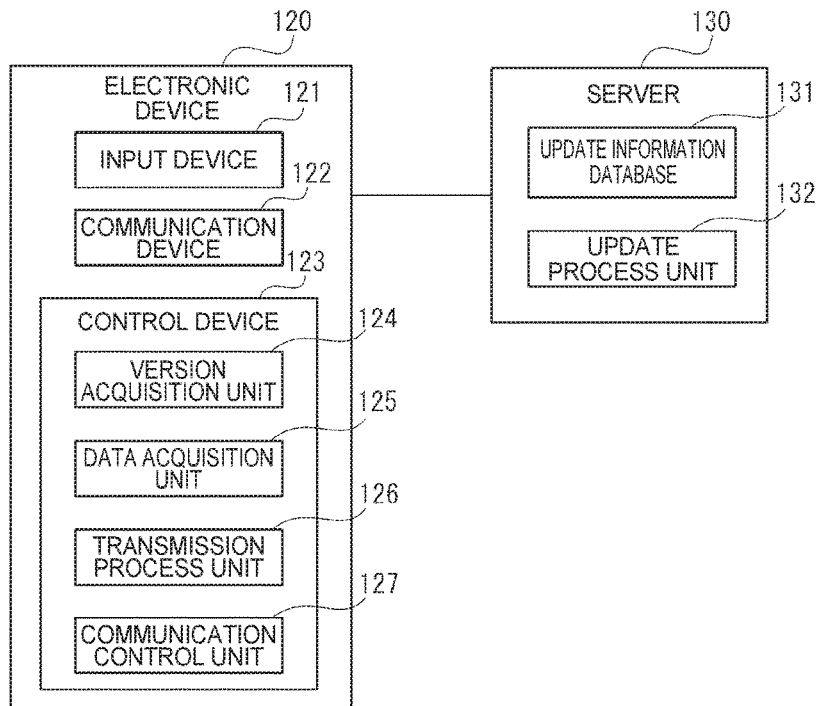 120
ELECTRONIC
DEVICE
121
INPUT DEVICE
122
COMMUNICATION
DEVICE
123
CONTROL DEVICE
124
VERSION
ACQUISITION UNIT
125
DATA ACQUISITION
UNIT
126
TRANSMISSION
PROCESS UNIT
127
COMMUNICATION
CONTROL UNIT
130
SERVER
131
UPDATE INFORMATION
DATABASE
132
UPDATE
PROCESS UNIT